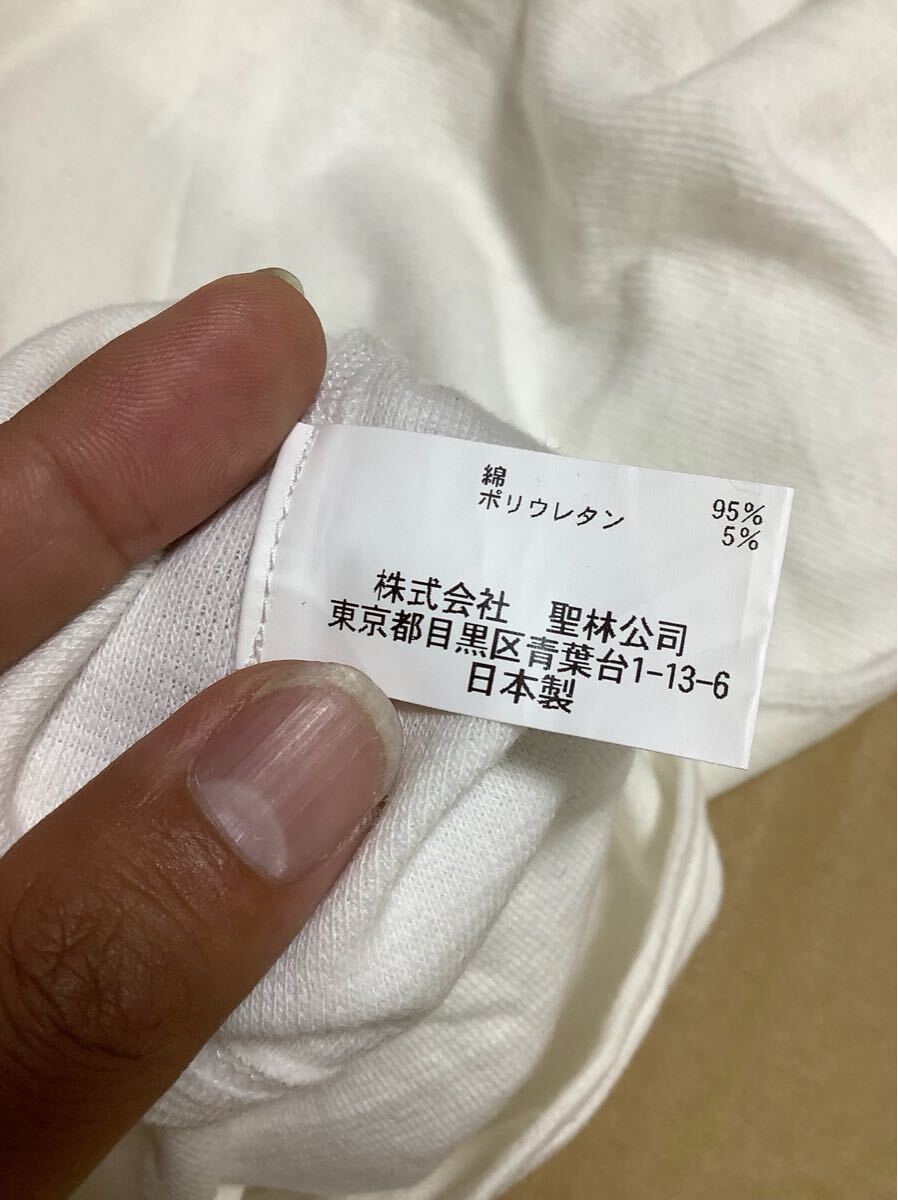 綿 95%
ポリウレタン 5%
株式会社 聖林公司
東京都目黒区青葉台1-13-6
日本製